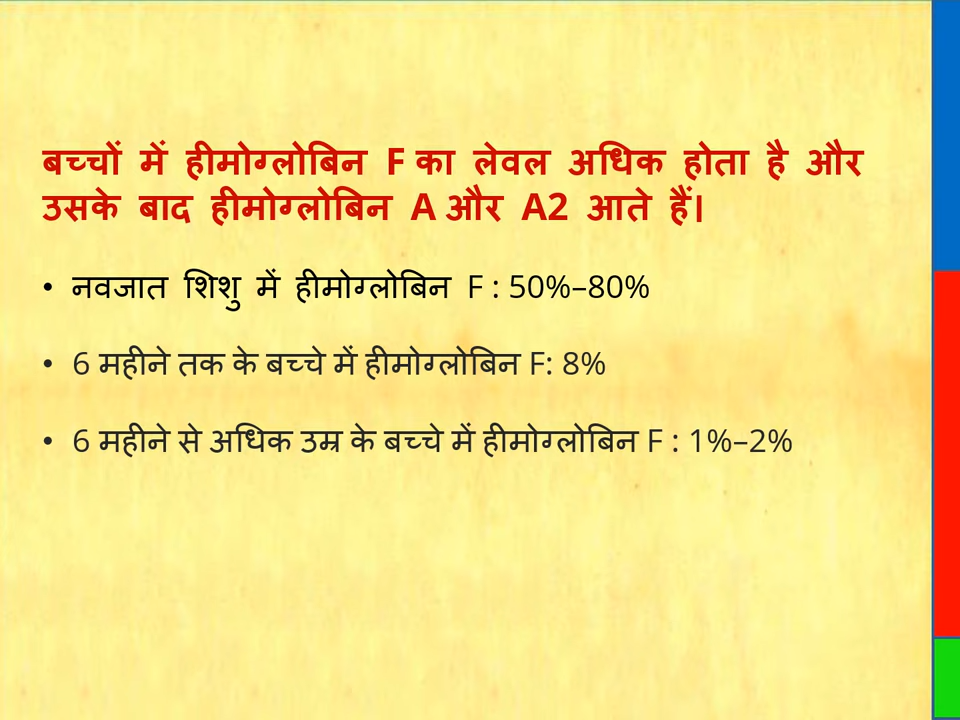 बच्चों में हीमोग्लोबिन F का लेवल अधिक होता है और
उसके बाद हीमोग्लोबिन A और A2 आते हैं।
• नवजात शिशु में हीमोग्लोबिन F : 50%–80%
• 6 महीने तक के बच्चे में हीमोग्लोबिन F: 8%
• 6 महीने से अधिक उम्र के बच्चे में हीमोग्लोबिन F : 1%–2%